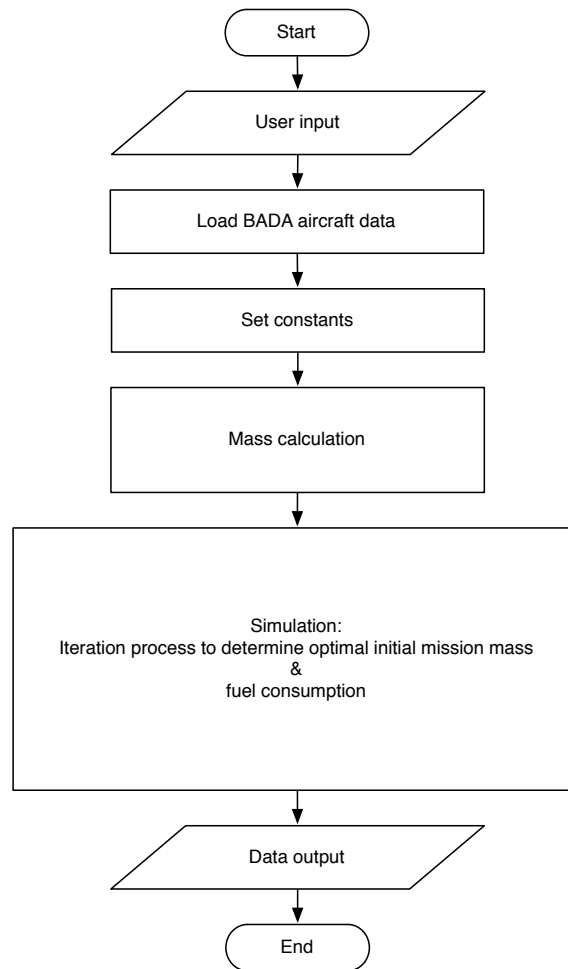 Start
User input
Load BADA aircraft data
Set constants
Mass calculation
Simulation:
Iteration process to determine optimal initial mission mass
&
fuel consumption
Data output
End